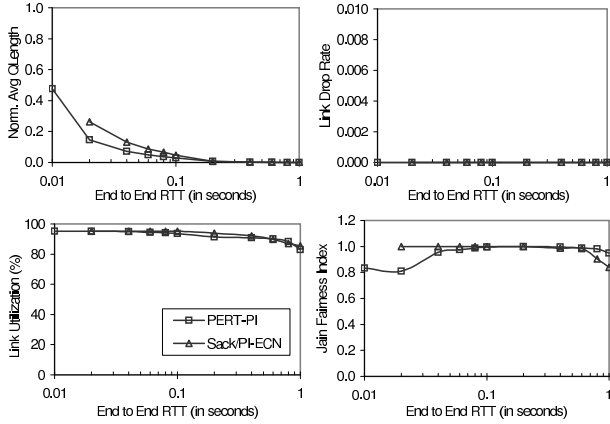 1.0
0.8
0.6
0.4
0.2
0.0
Norm. Avg QLength
0.01 0.1 1
End to End RTT (in seconds)
0.010
0.008
0.006
0.004
0.002
0.000
Link Drop Rate
0.01 0.1 1
End to End RTT (in seconds)
100
80
60
40
20
0
Link Utilization (%)
PERT-PI
Sack/PI-ECN
0.01 0.1 1
End to End RTT (in seconds)
1.2
1.0
0.8
0.6
0.4
0.2
0.0
Jain Fairness Index
0.01 0.1 1
End to End RTT (in seconds)